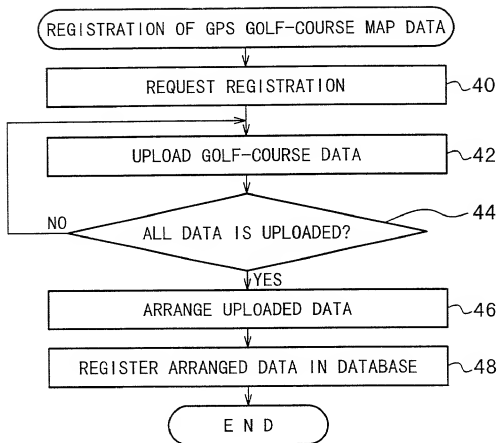 REGISTRATION OF GPS GOLF-COURSE MAP DATA
REQUEST REGISTRATION
40
UPLOAD GOLF-COURSE DATA
42
44
NO
ALL DATA IS UPLOADED?
YES
ARRANGE UPLOADED DATA
46
REGISTER ARRANGED DATA IN DATABASE
48
END